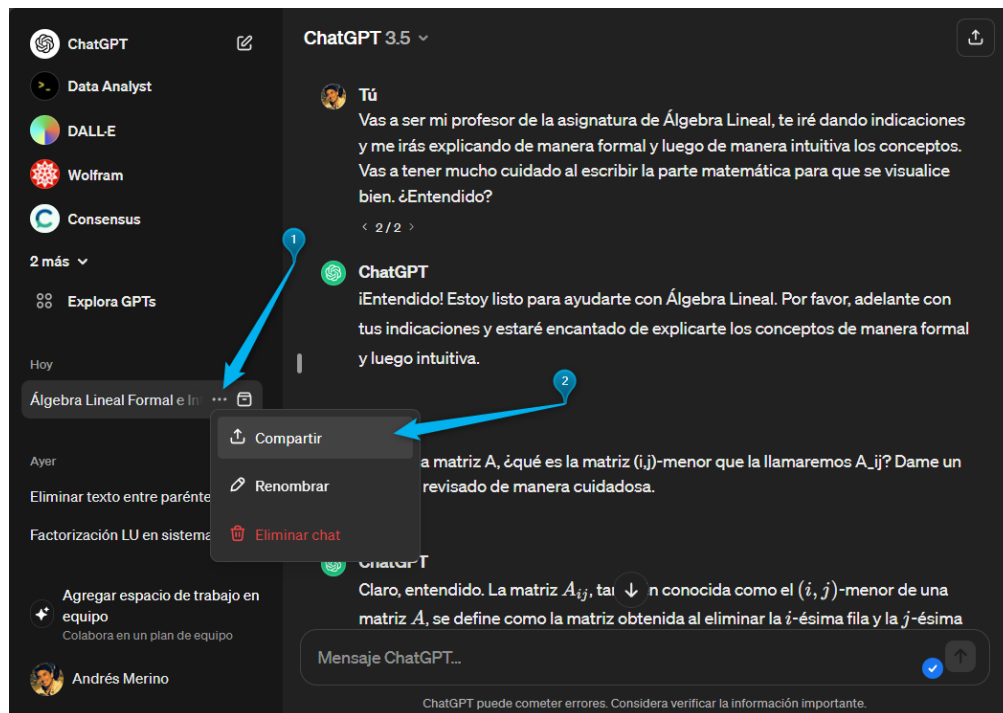 ChatGPT
Data Analyst
DALL·E
Wolfram
Consensus
2 más
Explora GPTs
Hoy
Álgebra Lineal Formal e In
Ayer
Eliminar texto entre parénte
Factorización LU en sistema
Agregar espacio de trabajo en
equipo
Colabora en un plan de equipo
Andrés Merino
1
2
Compartir
Renombrar
Eliminar chat
ChatGPT 3.5
Tú
Vas a ser mi profesor de la asignatura de Álgebra Lineal, te iré dando indicaciones
y me irás explicando de manera formal y luego de manera intuitiva los conceptos.
Vas a tener mucho cuidado al escribir la parte matemática para que se visualice
bien. ¿Entendido?
< 2/2 >
ChatGPT
¡Entendido! Estoy listo para ayudarte con Álgebra Lineal. Por favor, adelante con
tus indicaciones y estaré encantado de explicarte los conceptos de manera formal
y luego intuitiva.
a matriz A, ¿qué es la matriz (i,j)-menor que la llamaremos A_ij? Dame un
revisado de manera cuidadosa.
ChatGPT
Claro, entendido. La matriz A_{ij}, ta n conocida como el (i, j)-menor de una
matriz A, se define como la matriz obtenida al eliminar la i-ésima fila y la j-ésima
Mensaje ChatGPT...
ChatGPT puede cometer errores. Considera verificar la información importante.